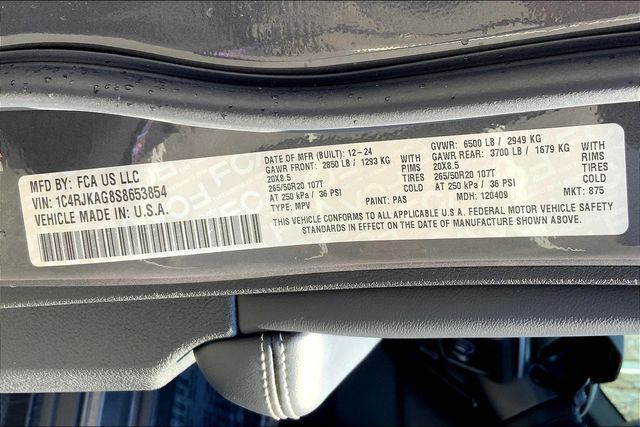 MFD BY: FCA US LLC
VIN: 1C4RJKAG8S8653854
VEHICLE MADE IN: U.S.A.
DATE OF MFR (BUILT): 12-24
GAWR FRONT: 2850 LB / 1293 KG WITH
20X8.5 RIMS
265/50R20 107T TIRES
AT 250 kPa / 36 PSI COLD
TYPE: MPV PAINT: PAS
GVWR: 6500 LB / 2949 KG
GAWR REAR: 3700 LB / 1679 KG WITH
20X8.5 RIMS
265/50R20 107T TIRES
AT 250 kPa / 36 PSI COLD
MDH: 120409 MKT: 875
THIS VEHICLE CONFORMS TO ALL APPLICABLE U.S.A. FEDERAL MOTOR VEHICLE SAFETY
STANDARDS IN EFFECT ON THE DATE OF MANUFACTURE SHOWN ABOVE.